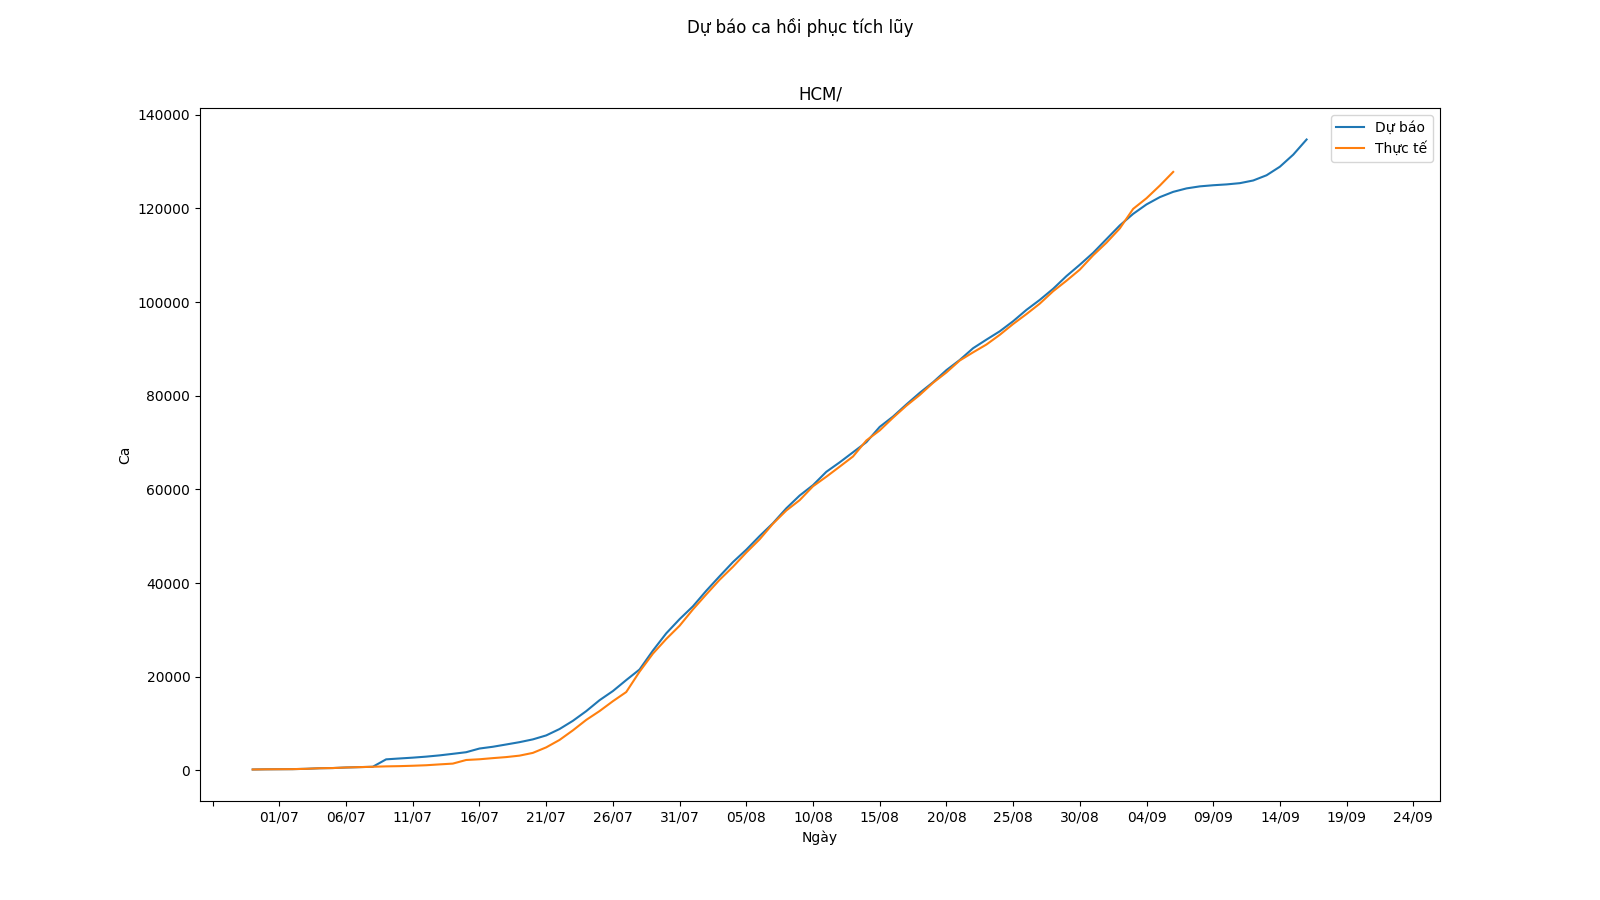 Dự báo ca hồi phục tích lũy
HCM/
140000
120000
100000
80000
60000
40000
20000
0
Ca
Dự báo
Thực tế
01/07 06/07 11/07 16/07 21/07 26/07 31/07 05/08 10/08 15/08 20/08 25/08 30/08 04/09 09/09 14/09 19/09 24/09
Ngày